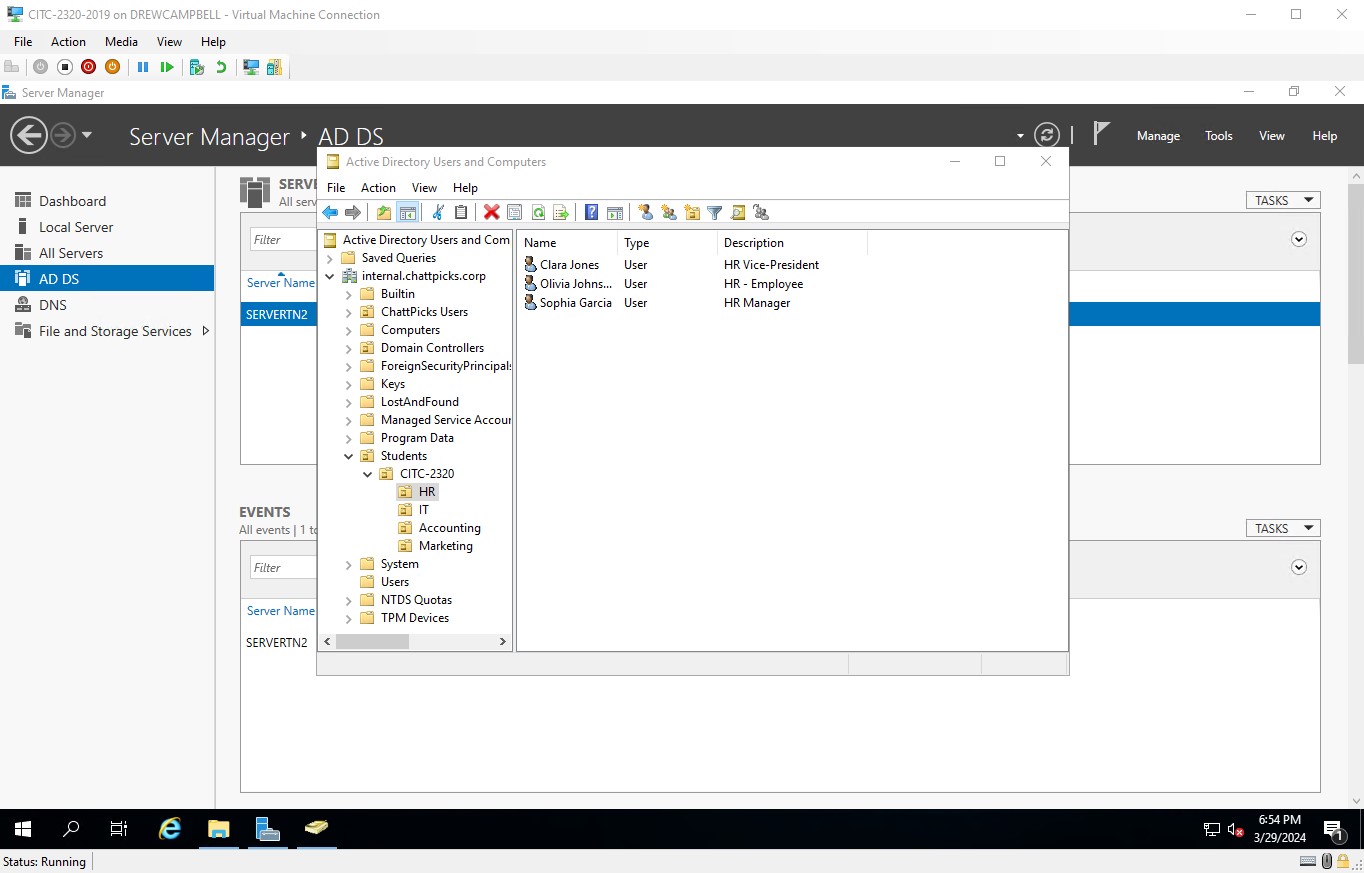 CITC-2320-2019 on DREWCAMPBELL - Virtual Machine Connection
File Action Media View Help
Server Manager
Server Manager AD DS
Manage Tools View Help
Dashboard
Local Server
All Servers
AD DS
DNS
File and Storage Services
SERVE
All serv
TASKS
Filter
Server Name
SERVERTN2
EVENTS
All events | 1 to
TASKS
Filter
Server Name
SERVERTN2
Active Directory Users and Computers
File Action View Help
Active Directory Users and Com
Saved Queries
internal.chattpicks.corp
Builtin
ChattPicks Users
Computers
Domain Controllers
ForeignSecurityPrincipals
Keys
LostAndFound
Managed Service Accour
Program Data
Students
CITC-2320
HR
IT
Accounting
Marketing
System
Users
NTDS Quotas
TPM Devices
Name Type Description
Clara Jones User HR Vice-President
Olivia Johns... User HR - Employee
Sophia Garcia User HR Manager
6:54 PM
3/29/2024
1
Status: Running